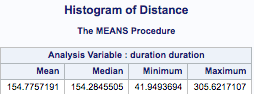 Histogram of Distance
The MEANS Procedure
Analysis Variable : duration duration
Mean Median Minimum Maximum
154.7757191 154.2645505 41.9493694 305.6217107